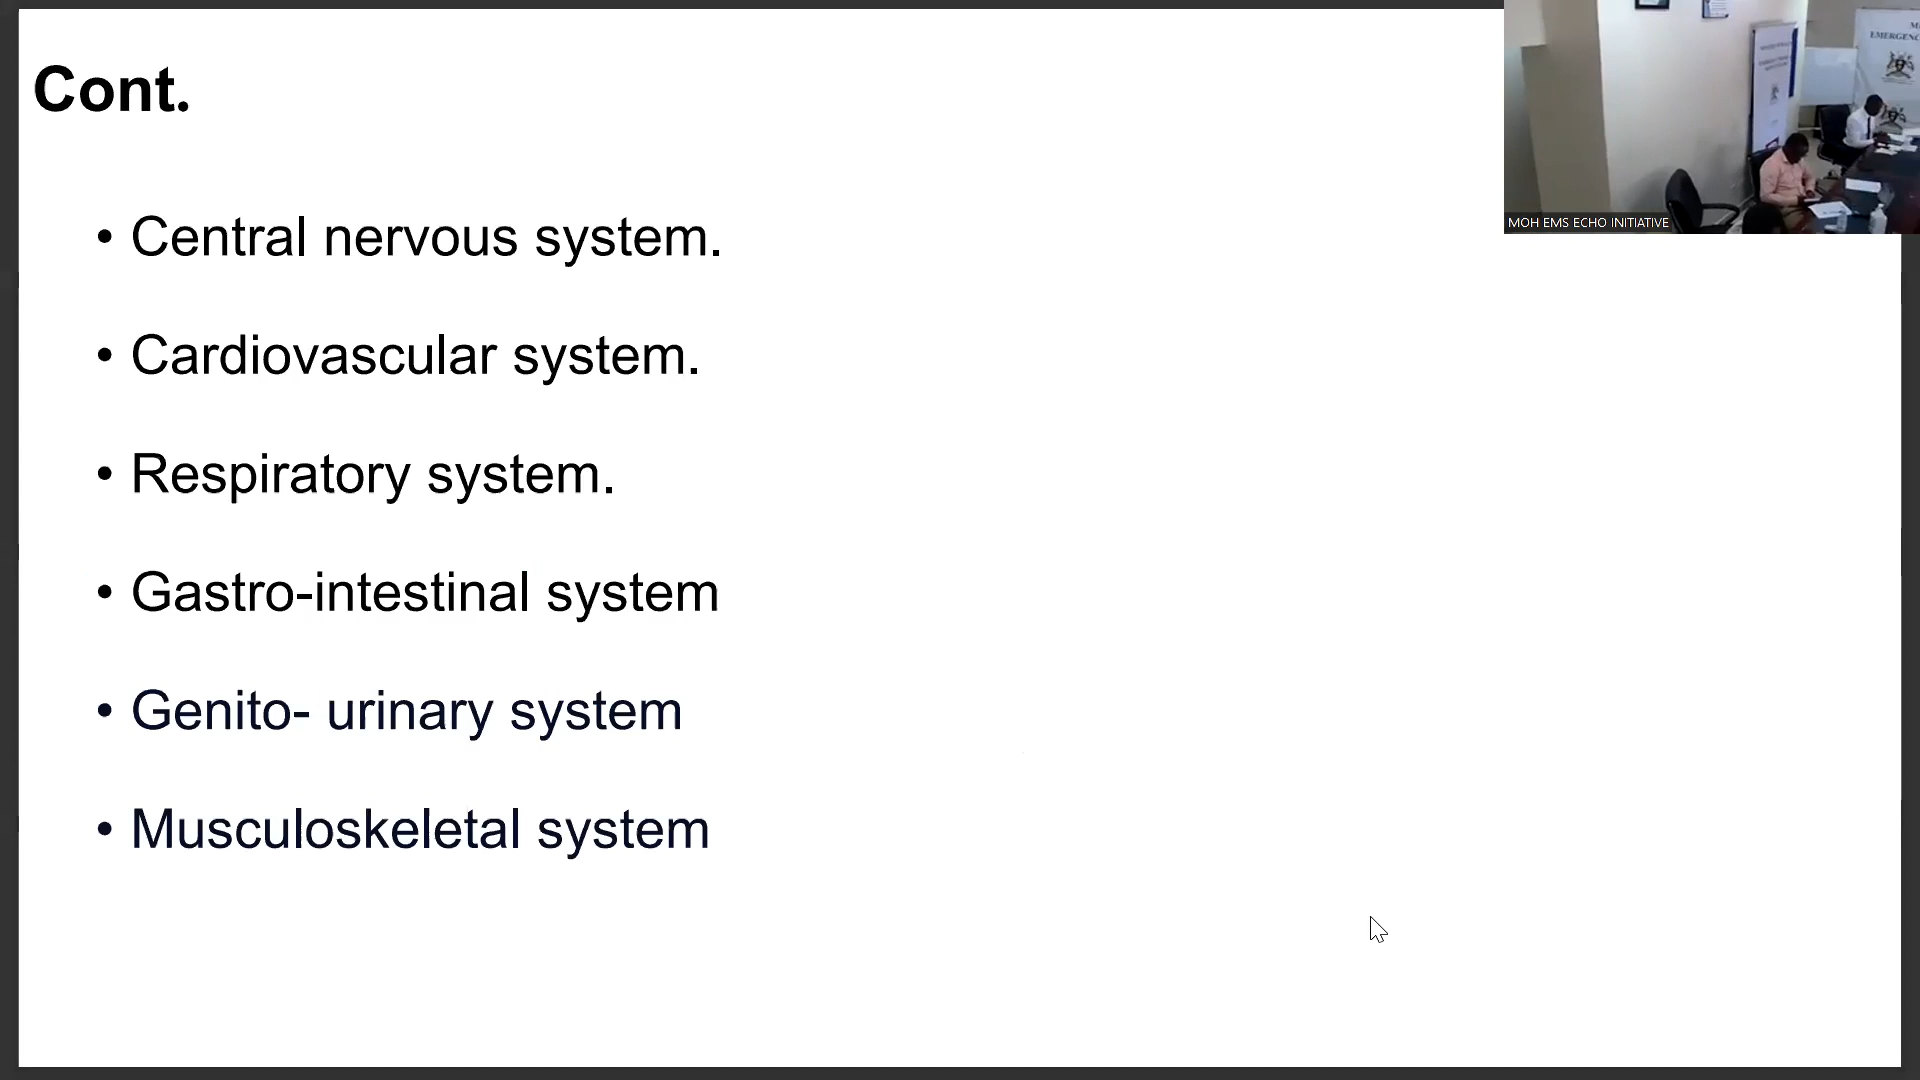 Cont.
• Central nervous system.
• Cardiovascular system.
• Respiratory system.
• Gastro-intestinal system
• Genito- urinary system
• Musculoskeletal system
EMERGENC
MOH EMS ECHO INITIATIVE